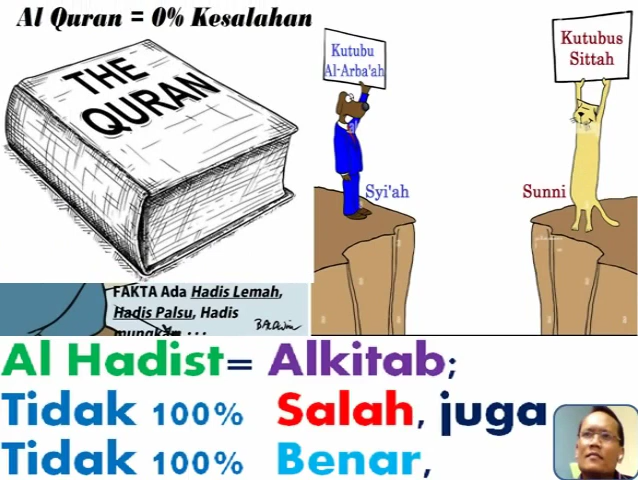 Al Quran = 0% Kesalahan
THE
QURAN
Kutubu
Al-Arba'ah
Kutubus
Sittah
Syi'ah
Sunni
FAKTA Ada Hadis Lemah,
Hadis Palsu, Hadis
mungkar . . .
Al Hadist= Alkitab;
Tidak 100% Salah, juga
Tidak 100% Benar,